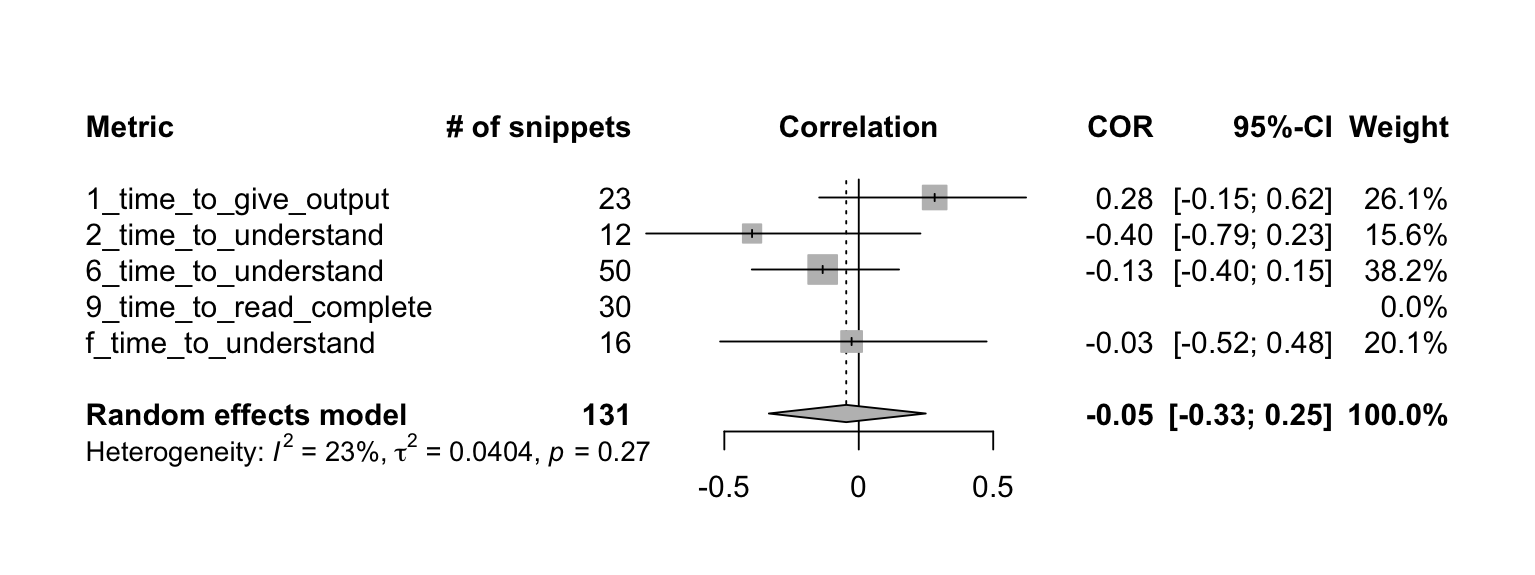 Metric # of snippets Correlation COR 95%-CI Weight
1_time_to_give_output 23 0.28 [-0.15; 0.62] 26.1%
2_time_to_understand 12 -0.40 [-0.79; 0.23] 15.6%
6_time_to_understand 50 -0.13 [-0.40; 0.15] 38.2%
9_time_to_read_complete 30 0.0%
f_time_to_understand 16 -0.03 [-0.52; 0.48] 20.1%
Random effects model 131 -0.05 [-0.33; 0.25] 100.0%
Heterogeneity: I² = 23%, τ² = 0.0404, p = 0.27
-0.5 0 0.5